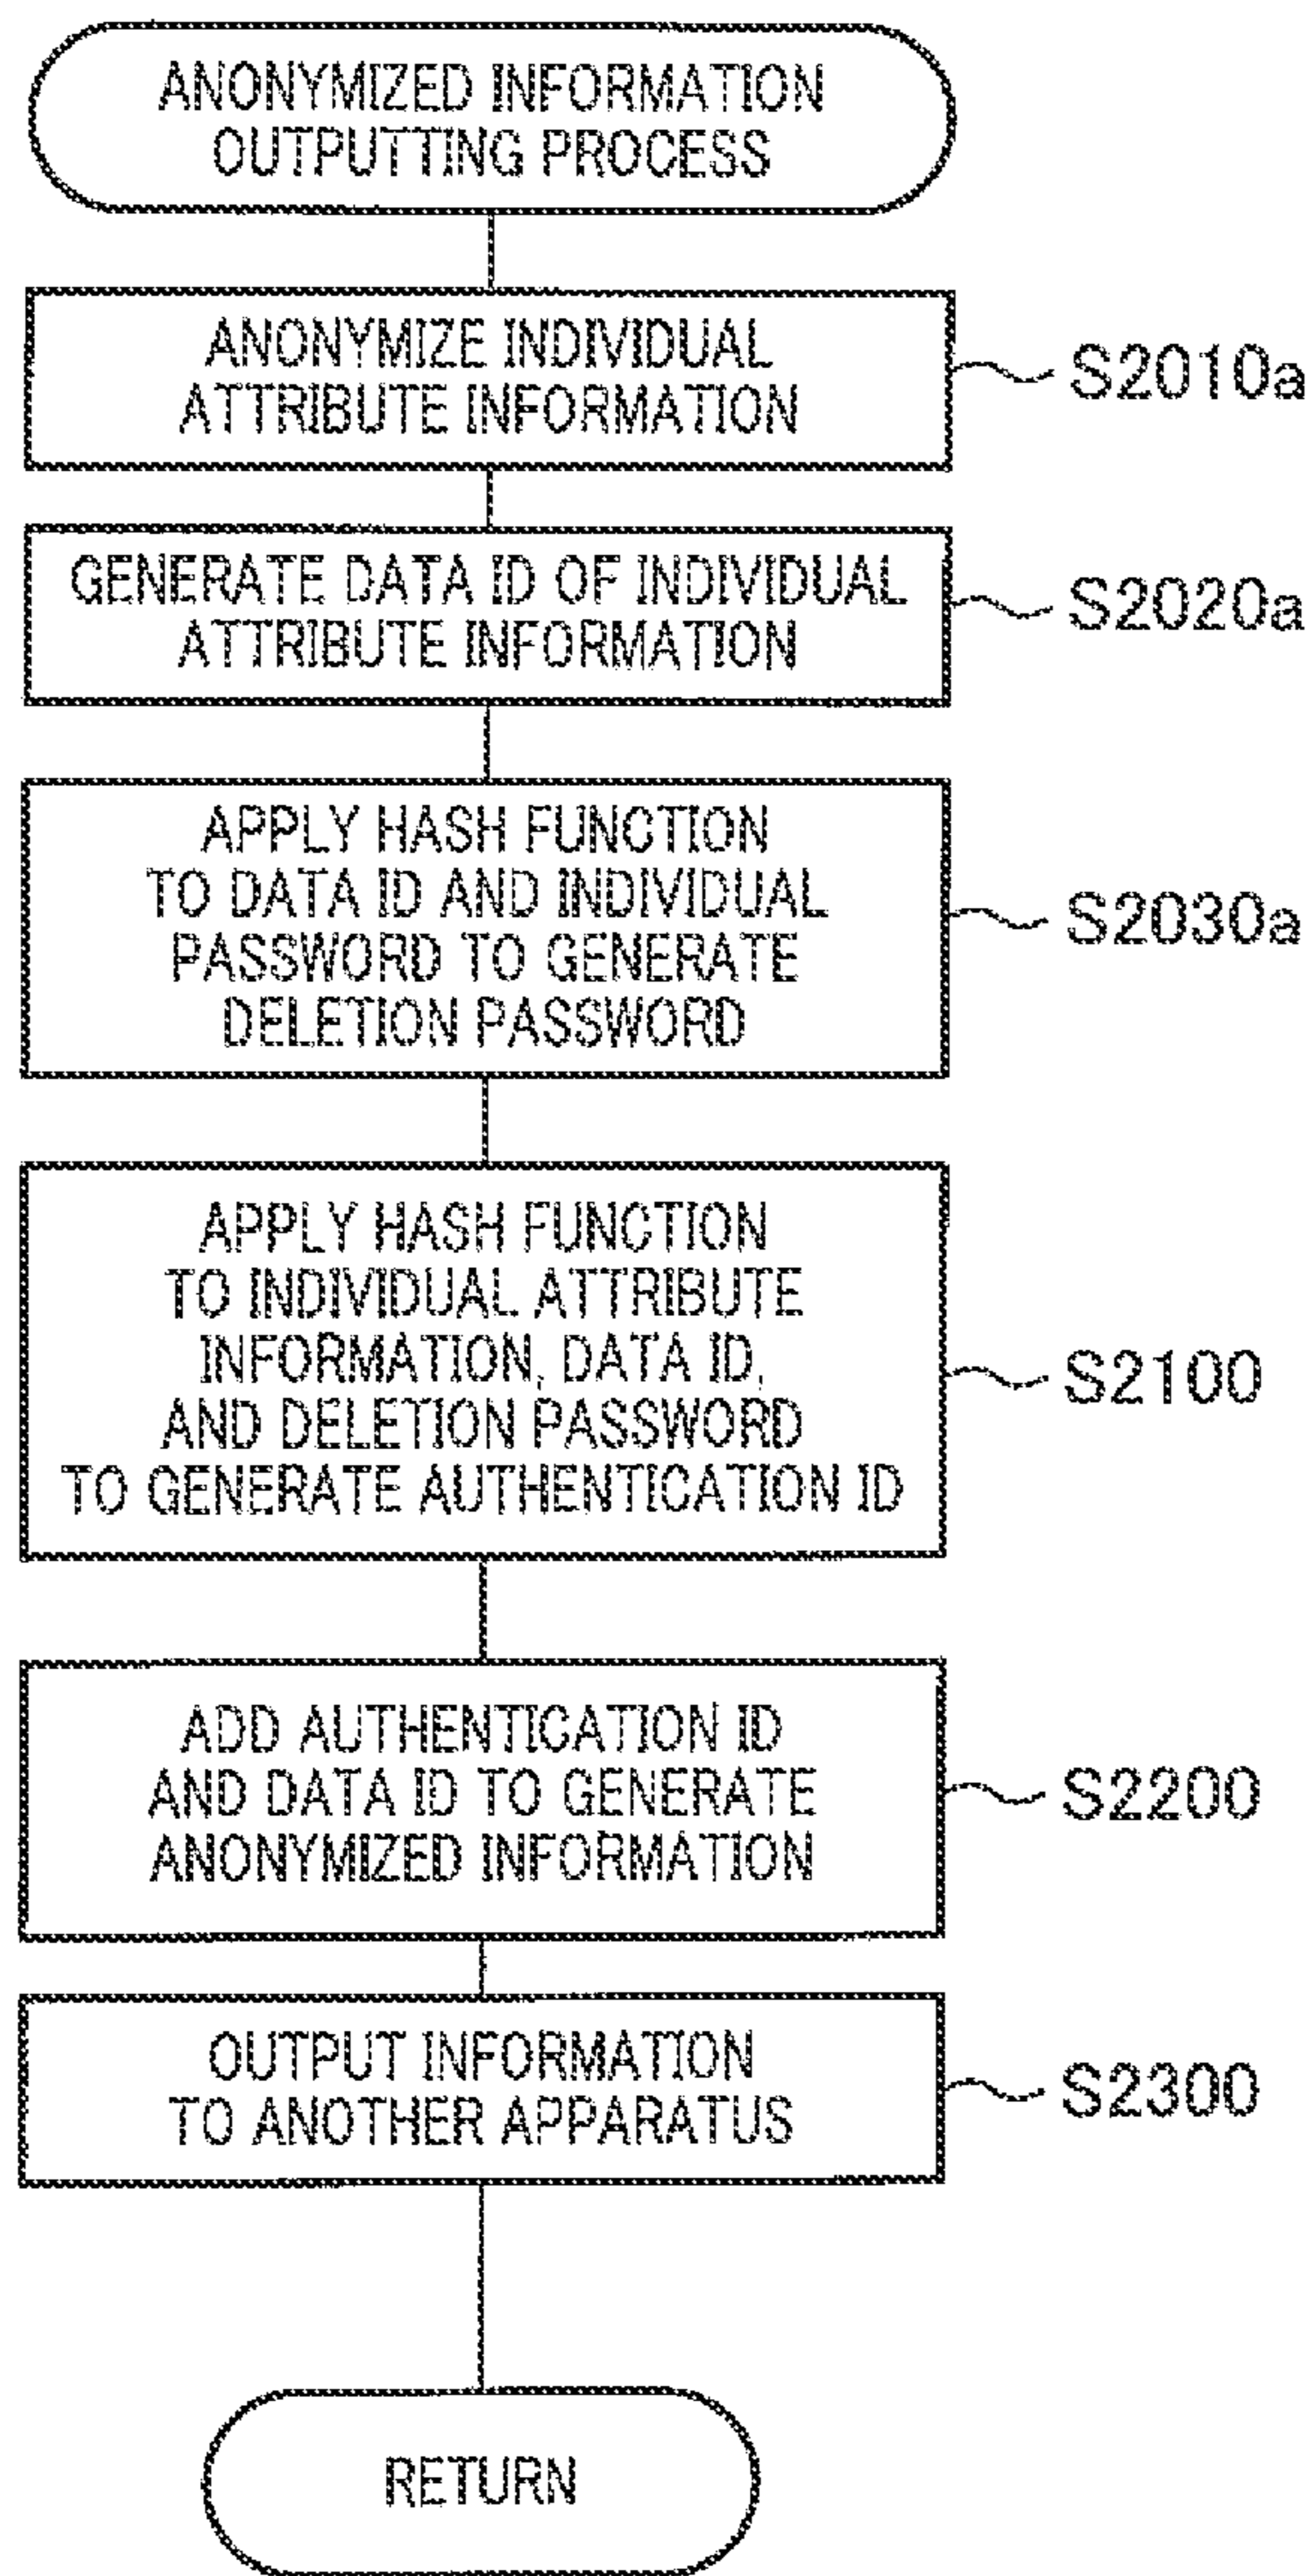 ANONYMIZED INFORMATION
OUTPUTTING PROCESS
ANONYMIZE INDIVIDUAL
ATTRIBUTE INFORMATION
S2010a
GENERATE DATA ID OF INDIVIDUAL
ATTRIBUTE INFORMATION
S2020a
APPLY HASH FUNCTION
TO DATA ID AND INDIVIDUAL
PASSWORD TO GENERATE
DELETION PASSWORD
S2030a
APPLY HASH FUNCTION
TO INDIVIDUAL ATTRIBUTE
INFORMATION, DATA ID,
AND DELETION PASSWORD
TO GENERATE AUTHENTICATION ID
S2100
ADD AUTHENTICATION ID
AND DATA ID TO GENERATE
ANONYMIZED INFORMATION
S2200
OUTPUT INFORMATION
TO ANOTHER APPARATUS
S2300
RETURN